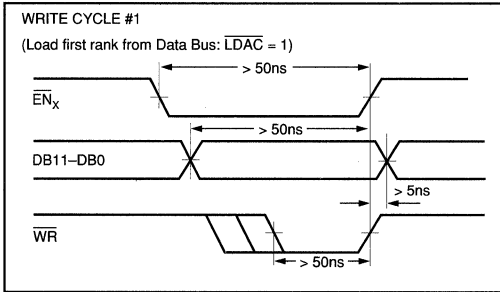 WRITE CYCLE #1
(Load first rank from Data Bus: LDAC = 1)
> 50ns
ENX
> 50ns
DB11–DB0
> 5ns
WR
> 50ns